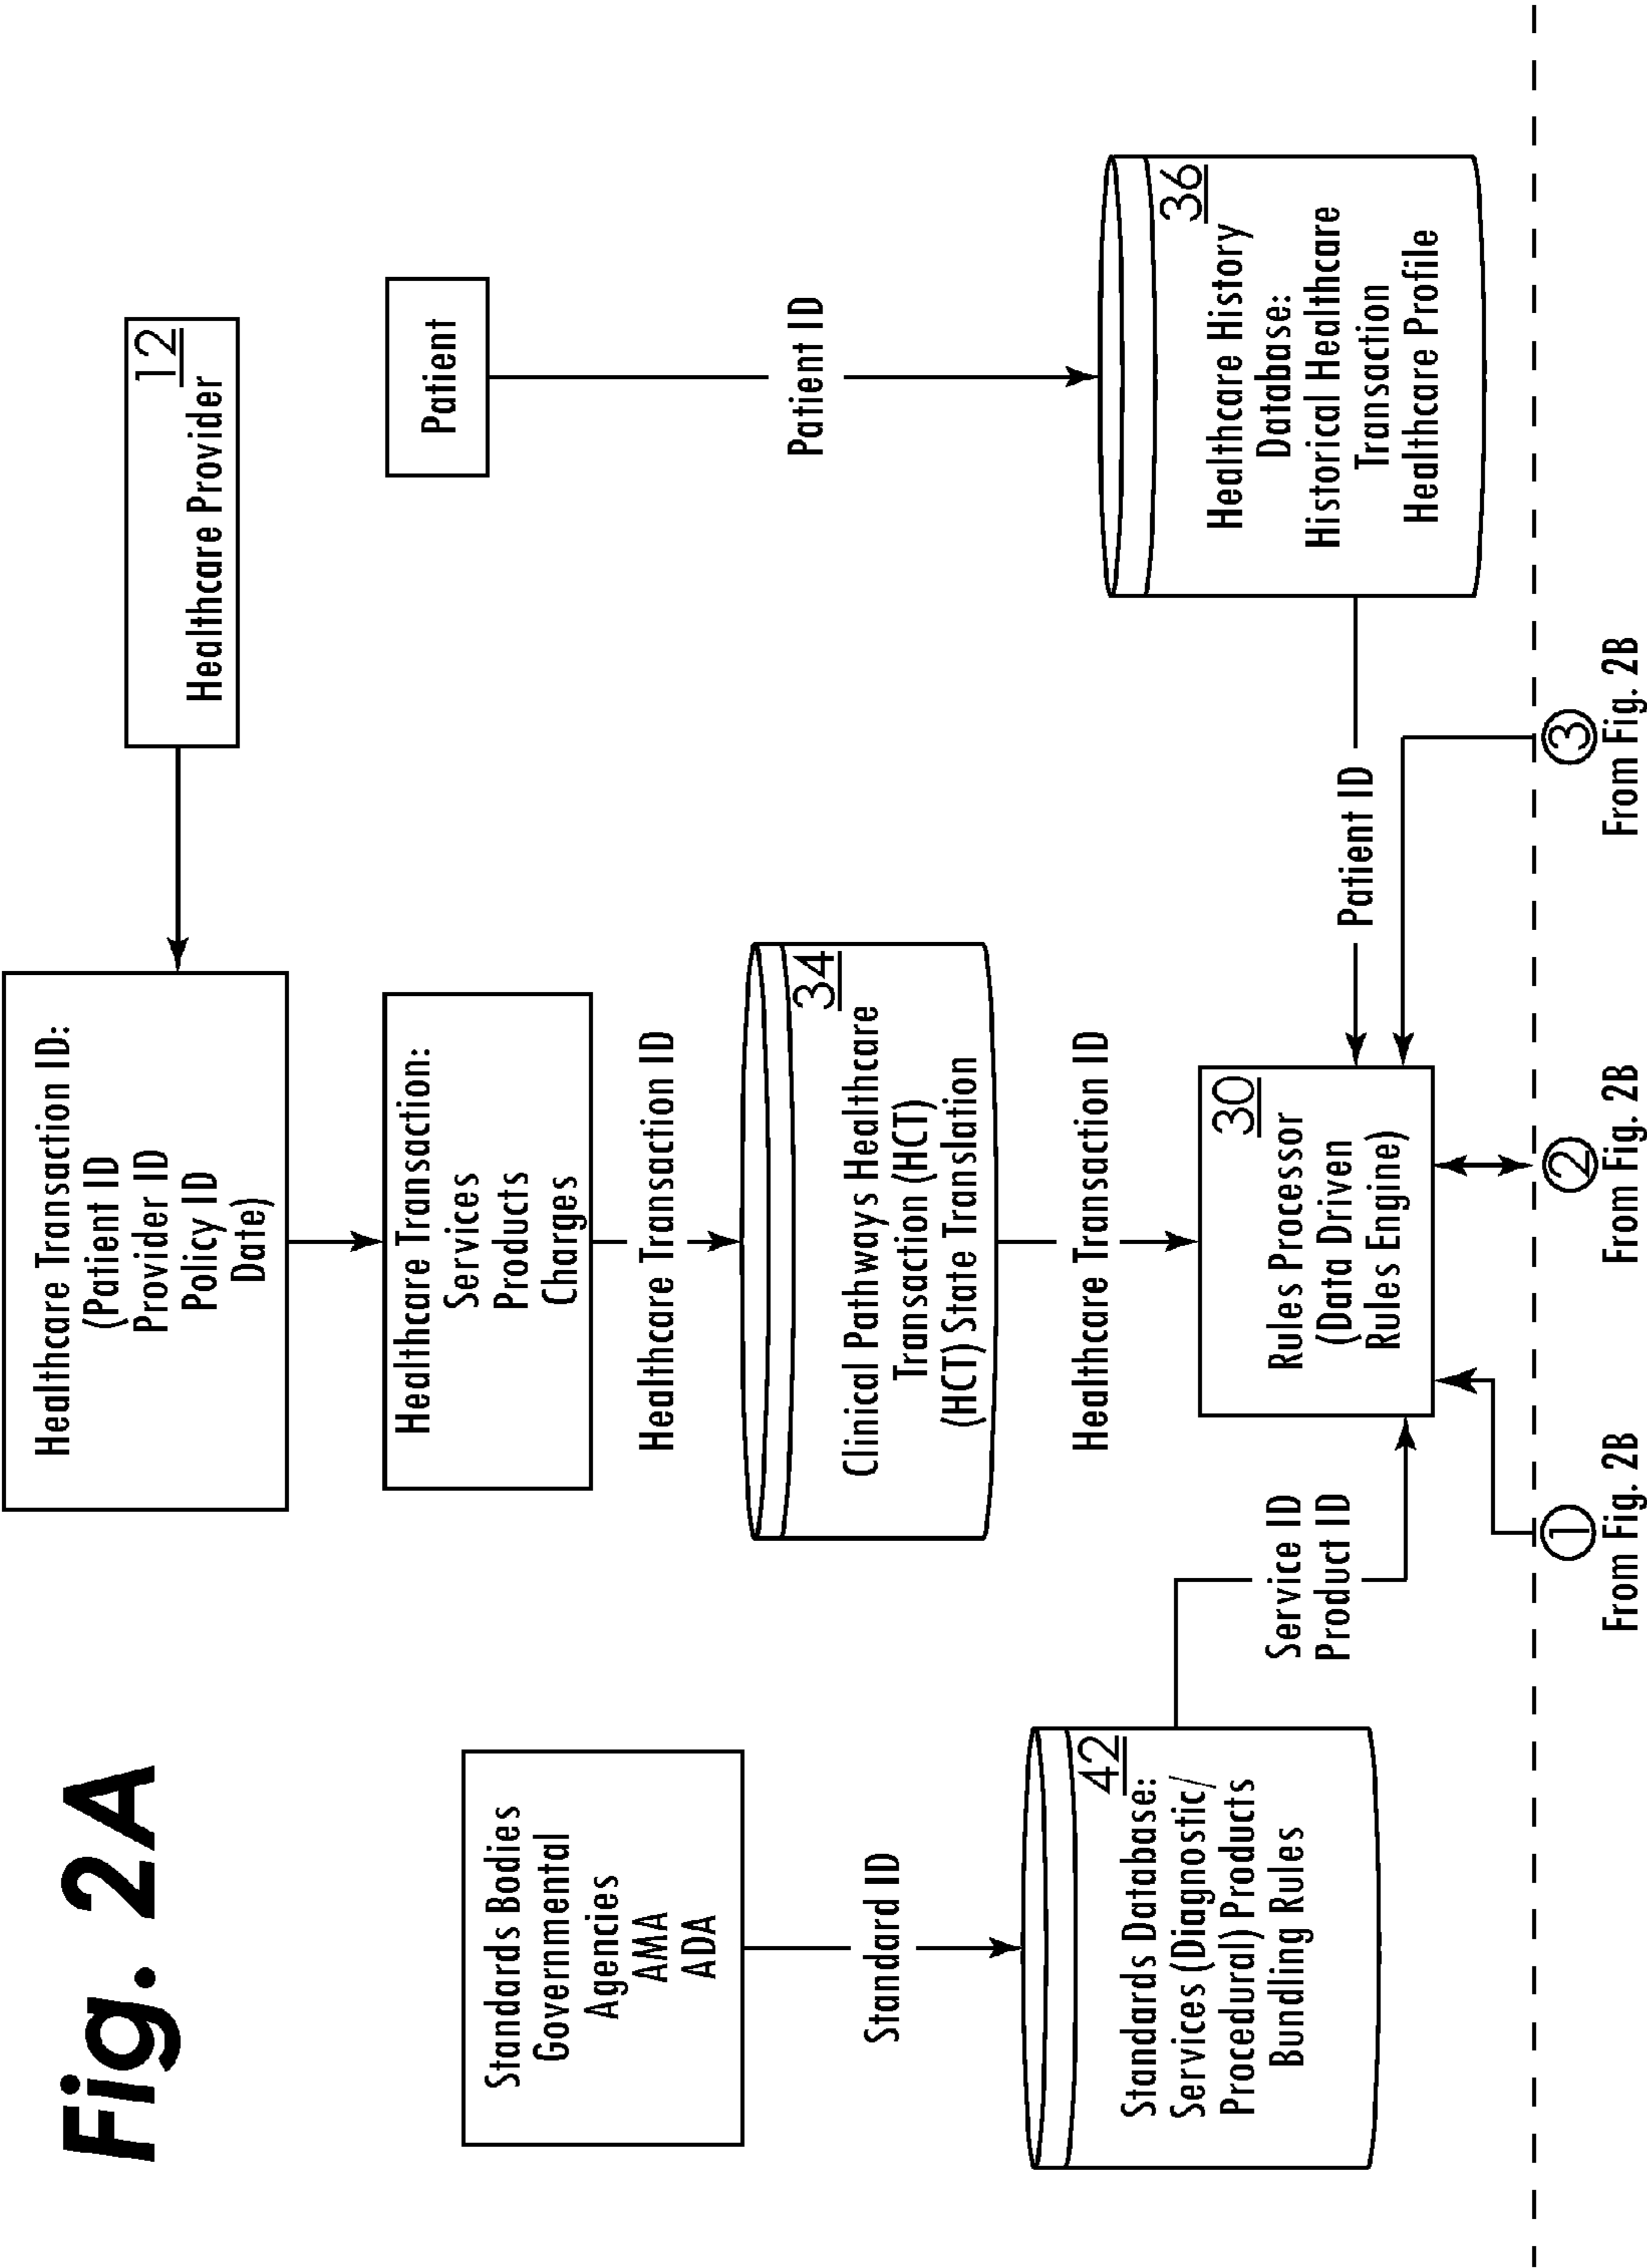 Fig. 2A
Healthcare Transaction ID:
(Patient ID
Provider ID
Policy ID
Date)
12
Healthcare Provider
Standards Bodies
Governmental
Agencies
AMA
ADA
Healthcare Transaction:
Services
Products
Charges
Patient
Standard ID
Healthcare Transaction ID
Patient ID
34
Clinical Pathways Healthcare
Transaction (HCT)
(HCT) State Translation
42
Standards Database:
Services (Diagnostic/
Procedural) Products
Bundling Rules
36
Healthcare History
Database:
Historical Healthcare
Transaction
Healthcare Profile
Healthcare Transaction ID
Service ID
Product ID
30
Rules Processor
(Data Driven
Rules Engine)
Patient ID
1
From Fig. 2B
2
From Fig. 2B
3
From Fig. 2B